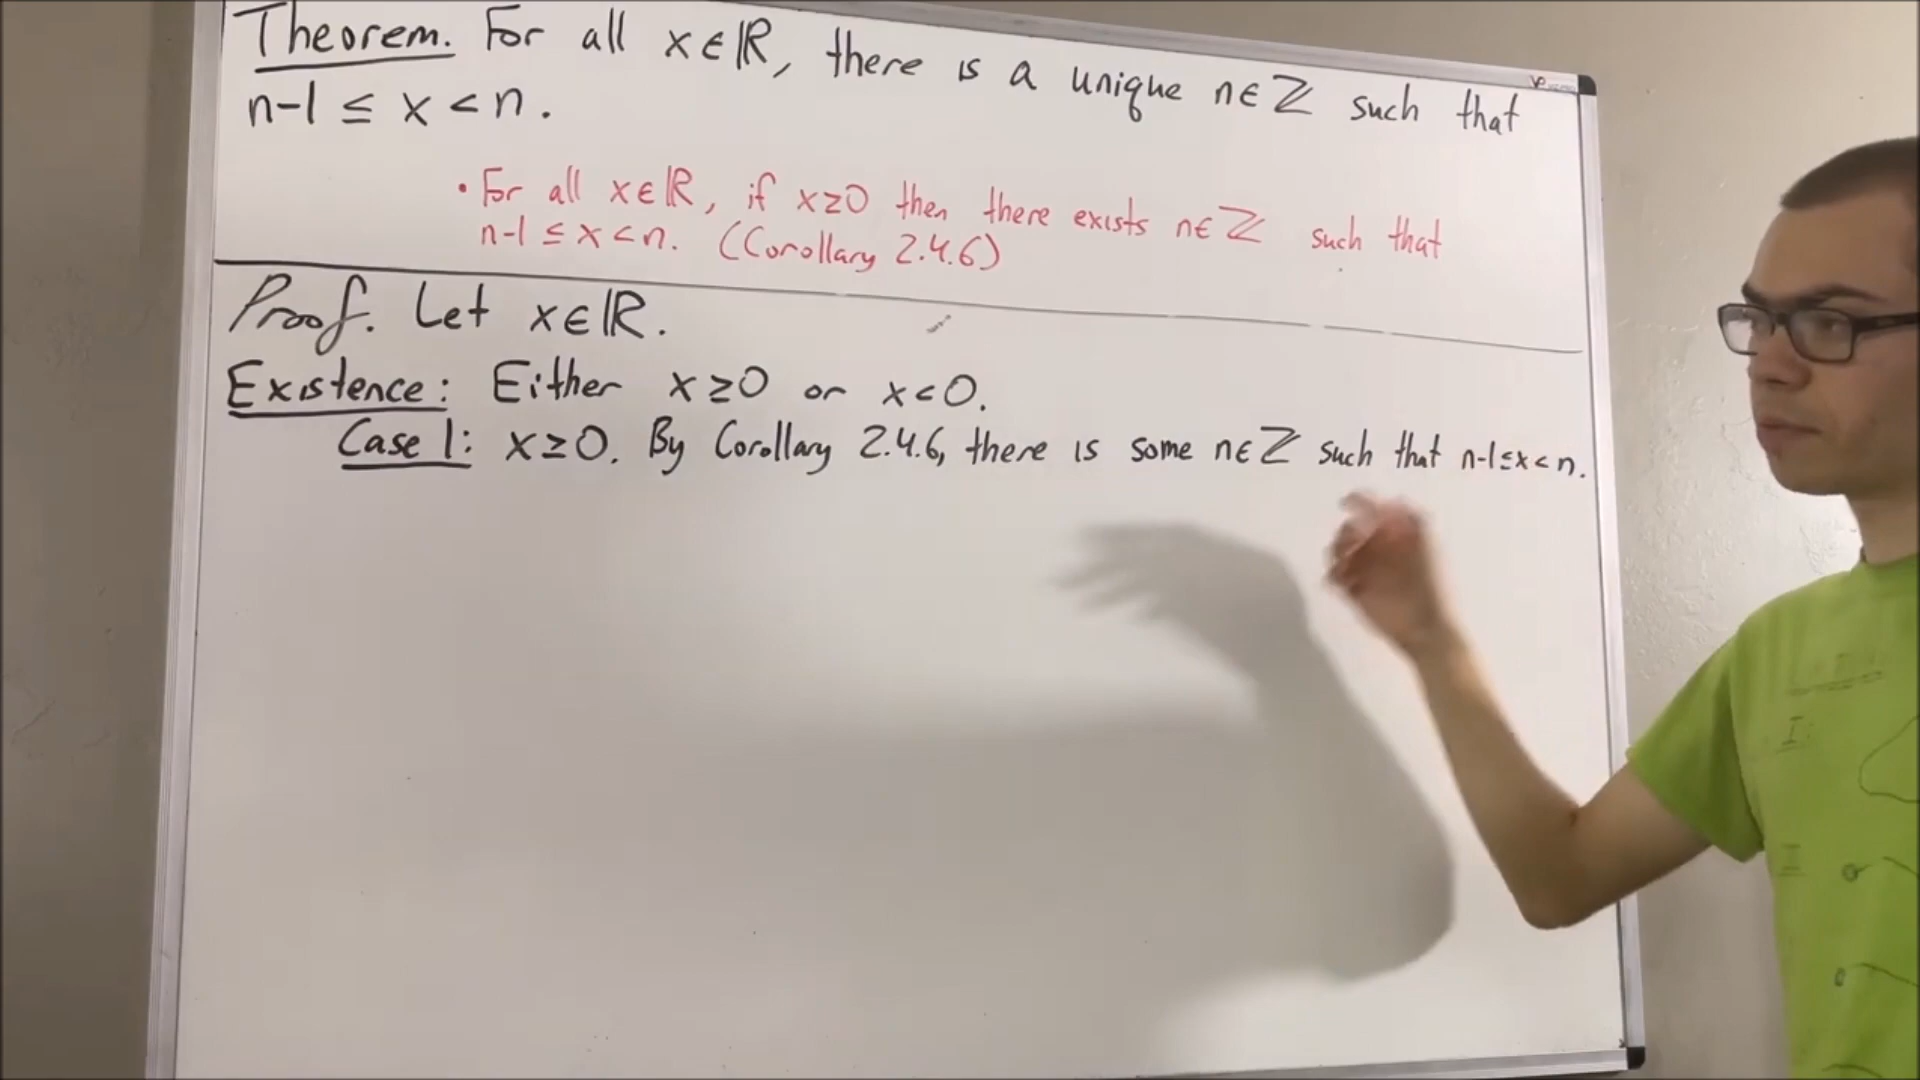 Theorem. For all x∈ℝ, there is a unique n∈ℤ such that
n-1 ≤ x < n.
• For all x∈ℝ, if x≥0 then there exists n∈ℤ such that
n-1 ≤ x < n. (Corollary 2.4.6)
Proof. Let x∈ℝ.
Existence: Either x≥0 or x<0.
Case 1: x≥0. By Corollary 2.4.6, there is some n∈ℤ such that n-1≤x<n.